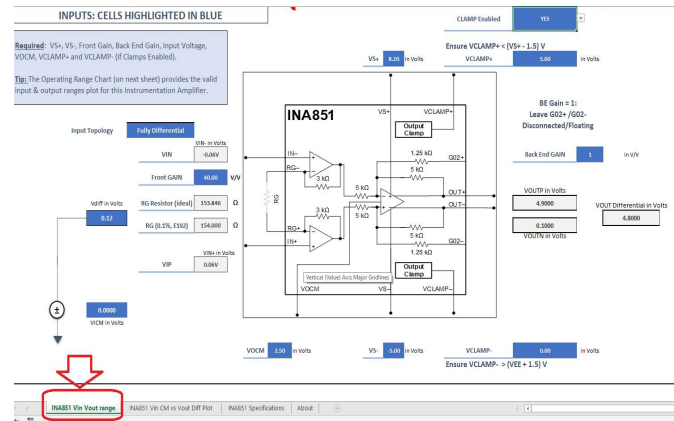 INPUTS: CELLS HIGHLIGHTED IN BLUE
CLAMP Enabled YES
Ensure VCLAMP+ < (VS+ - 1.5) V
Required: VS+, VS-, Front Gain, Back End Gain, Input Voltage,
VOCM, VCLAMP+ and VCLAMP- (if Clamps Enabled).
VS+ 8.20 in Volts
VCLAMP+ 5.00 in Volts
Tip: The Operating Range Chart (on next sheet) provides the valid
input & output ranges plot for this Instrumentation Amplifier.
BE Gain = 1:
Leave G02+ /G02-
Disconnected/Floating
INA851
VS+ VCLAMP+
Output
Clamp
Input Topology Fully Differential
VIN- in Volts
VIN -0.06V
IN–
RG–
1.25 kΩ
G02+
5 kΩ
Back End GAIN 1 in V/V
Front GAIN 40.00 V/V
3 kΩ
5 kΩ
OUT+
OUT–
VOUTP in Volts
4.9000
VOUT Differential in Volts
4.8000
Vdiff in Volts
0.12
RG Resistor (ideal) 153.846 Ω
RG
3 kΩ
5 kΩ
0.1000
VOUTN in Volts
RG (0.1%, E192) 154.000 Ω
RG+
IN+
5 kΩ
G02–
1.25 kΩ
VIN+ in Volts
VIP 0.06V
Output
Clamp
Vertical (Value) Axis Major Gridlines
VOCM VS– VCLAMP–
±
0.0000
VICM in Volts
VOCM 2.50 in Volts
VS- -5.00 in Volts
VCLAMP- 0.00 in Volts
Ensure VCLAMP- > (VEE + 1.5) V
INA851 Vin Vout range INA851 Vin CM vs Vout Diff Plot INA851 Specifications About